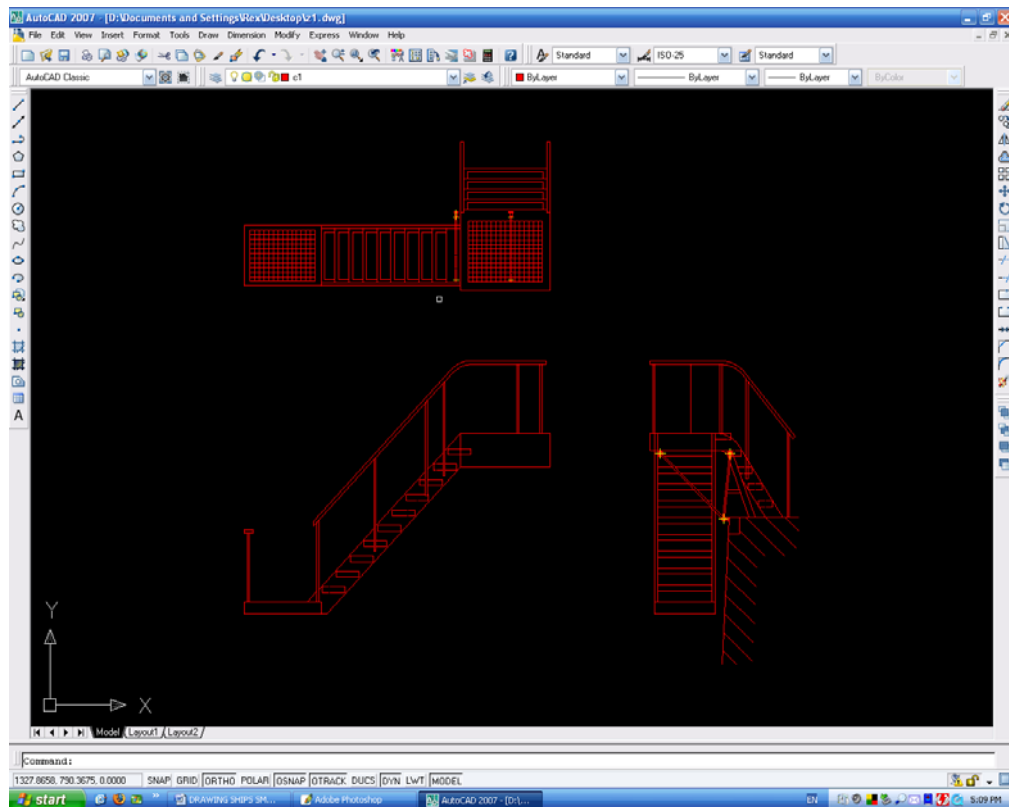 AutoCAD 2007 - [D:\Documents and Settings\Rex\Desktop\z1.dwg]
File Edit View Insert Format Tools Draw Dimension Modify Express Window Help
Standard ISO-25 Standard
AutoCAD Classic c1 ByLayer ByLayer ByLayer ByColor
A
Y
X
Model Layout1 Layout2
Command:
1327.8658, 790.3675, 0.0000 SNAP GRID ORTHO POLAR OSNAP OTRACK DUCS DYN LWT MODEL
start DRAWING SHIPS SM... Adobe Photoshop AutoCAD 2007 - [D:\... EN 5:09 PM